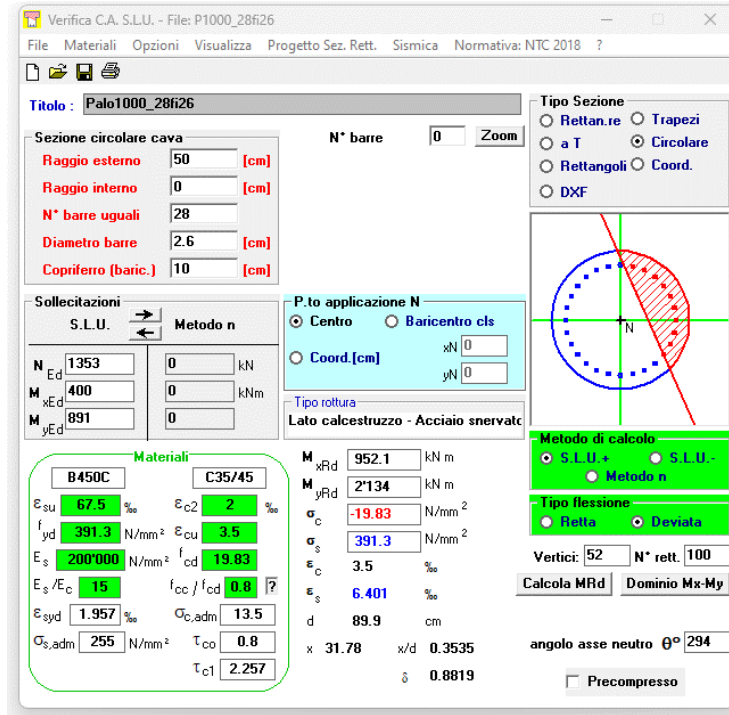 Verifica C.A. S.L.U. - File: P1000_28fi26
File Materiali Opzioni Visualizza Progetto Sez. Rett. Sismica Normativa: NTC 2018 ?
Titolo : Palo1000_28fi26
Sezione circolare cava
Raggio esterno 50 [cm]
Raggio interno 0 [cm]
N* barre uguali 28
Diametro barre 2.6 [cm]
Copriferro (baric.) 10 [cm]
N* barre 0 Zoom
Tipo Sezione
Rettan.re Trapezi
a T Circolare
Rettangoli Coord.
DXF
N
Sollecitazioni
S.L.U. Metodo n
N Ed 1353 0 kN
M xEd 400 0 kNm
M yEd 891 0
P.to applicazione N
Centro Baricentro cls
Coord.[cm] xN 0
yN 0
Tipo rottura
Lato calcestruzzo - Acciaio snervato
Materiali
B450C C35/45
εsu 67.5 ‰ εc2 2 ‰
fyd 391.3 N/mm² εcu 3.5
Es 200'000 N/mm² fcd 19.83
Es/Ec 15 fcc / fcd 0.8 ?
εsyd 1.957 ‰ σc,adm 13.5
σs,adm 255 N/mm² τco 0.8
τc1 2.257
M xRd 952.1 kN m
M yRd 2'134 kN m
σc -19.83 N/mm²
σs 391.3 N/mm²
εc 3.5 ‰
εs 6.401 ‰
d 89.9 cm
x 31.78 x/d 0.3535
δ 0.8819
Metodo di calcolo
S.L.U.+ S.L.U.-
Metodo n
Tipo flessione
Retta Deviata
Vertici: 52 N* rett. 100
Calcola MRd Dominio Mx-My
angolo asse neutro θ° 294
Precompresso